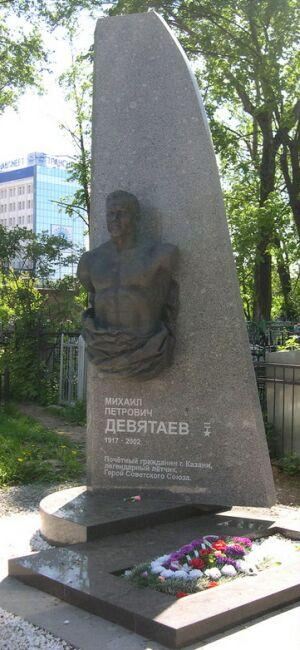 МИХАИЛ
ПЕТРОВИЧ
ДЕВЯТАЕВ
1917 - 2002
Почётный гражданин г. Казани,
легендарный лётчик,
Герой Советского Союза.